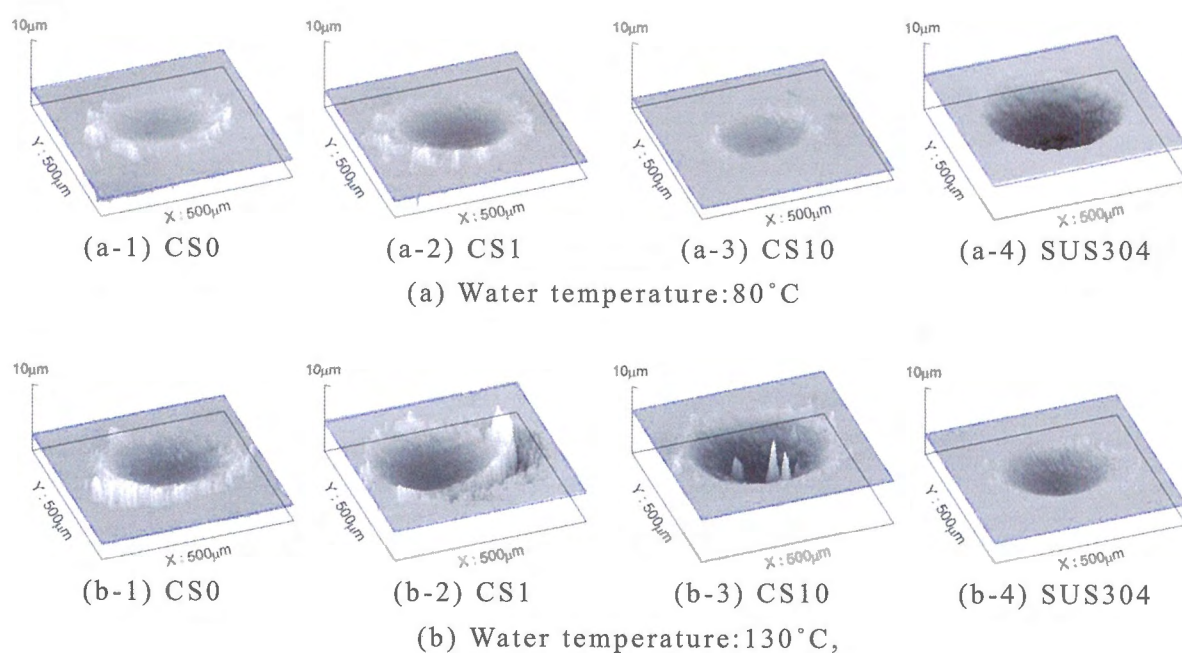 10μm 10μm 10μm 10μm
Y : 500μm X : 500μm Y : 500μm X : 500μm Y : 500μm X : 500μm Y : 500μm X : 500μm
(a-1) CS0 (a-2) CS1 (a-3) CS10 (a-4) SUS304
(a) Water temperature:80˚C
10μm 10μm 10μm 10μm
Y : 500μm X : 500μm Y : 500μm X : 500μm Y : 500μm X : 500μm Y : 500μm X : 500μm
(b-1) CS0 (b-2) CS1 (b-3) CS10 (b-4) SUS304
(b) Water temperature:130˚C,